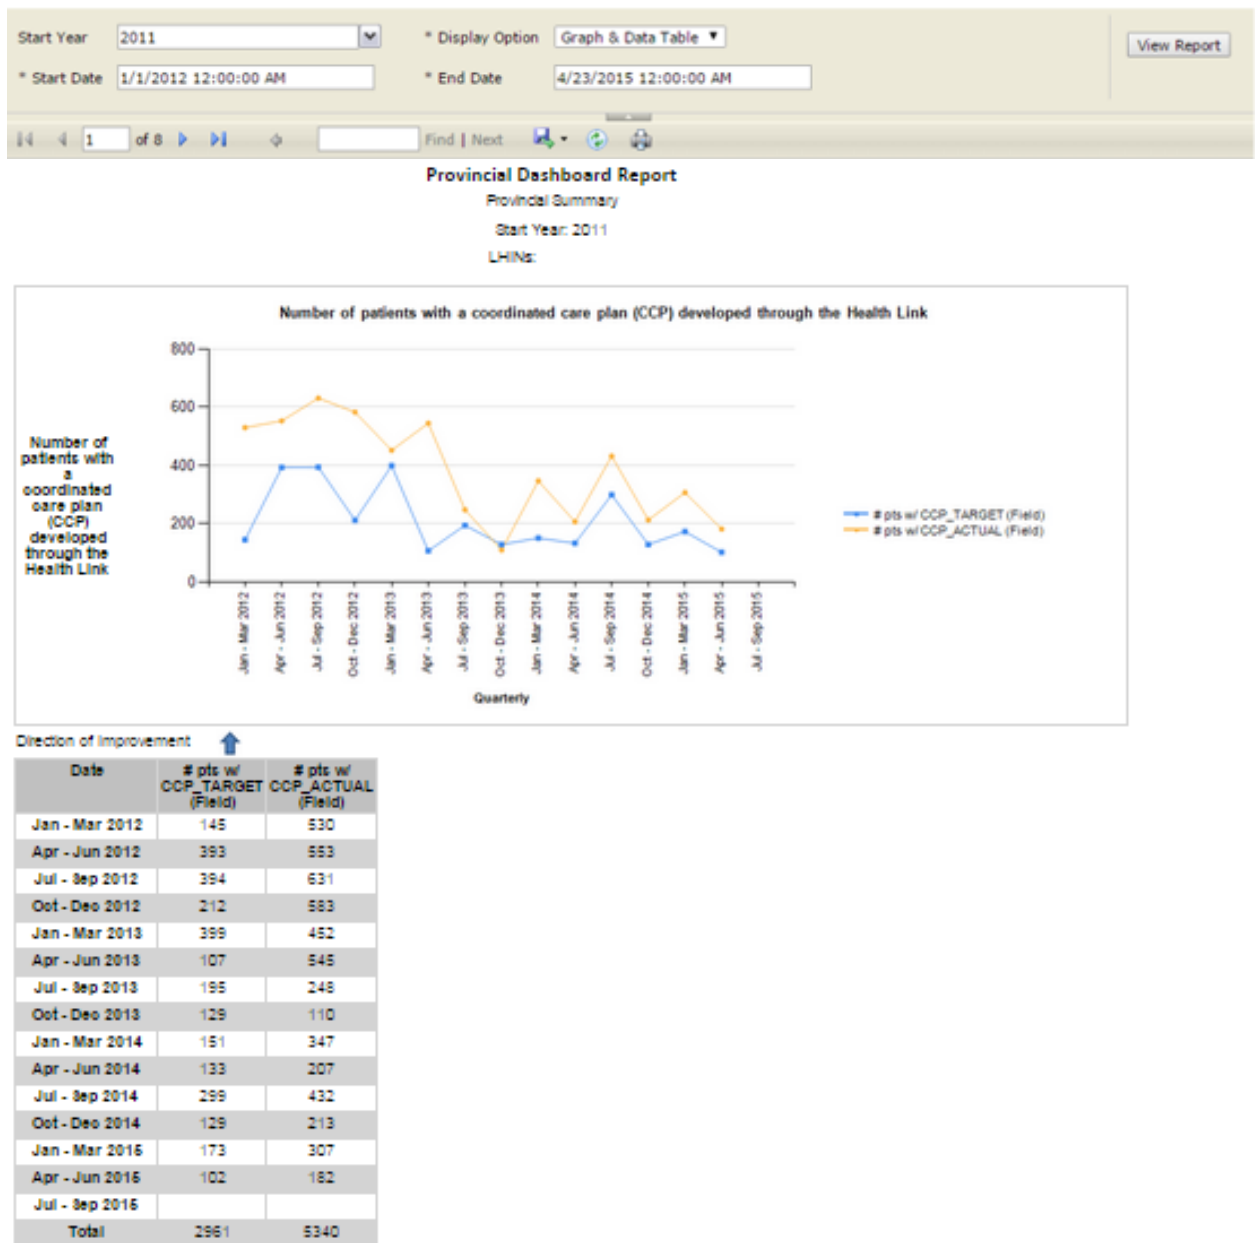 Start Year 2011 * Display Option Graph & Data Table View Report
* Start Date 1/1/2012 12:00:00 AM * End Date 4/23/2015 12:00:00 AM
1 of 8 Find | Next
Provincial Dashboard Report
Provincial Summary
Start Year: 2011
LHINs:
Number of patients with a coordinated care plan (CCP) developed through the Health Link
Number of
patients with
a
coordinated
care plan
(CCP)
developed
through the
Health Link
800
600
400
200
0
# pts w/ CCP_TARGET (Field)
# pts w/ CCP_ACTUAL (Field)
Jan - Mar 2012
Apr - Jun 2012
Jul - Sep 2012
Oct - Dec 2012
Jan - Mar 2013
Apr - Jun 2013
Jul - Sep 2013
Oct - Dec 2013
Jan - Mar 2014
Apr - Jun 2014
Jul - Sep 2014
Oct - Dec 2014
Jan - Mar 2015
Apr - Jun 2015
Jul - Sep 2015
Quarterly
Direction of Improvement
Date # pts w/ CCP_TARGET (Field) # pts w/ CCP_ACTUAL (Field)
Jan - Mar 2012 145 530
Apr - Jun 2012 393 553
Jul - Sep 2012 394 631
Oct - Dec 2012 212 583
Jan - Mar 2013 399 452
Apr - Jun 2013 107 545
Jul - Sep 2013 195 248
Oct - Dec 2013 129 110
Jan - Mar 2014 151 347
Apr - Jun 2014 133 207
Jul - Sep 2014 299 432
Oct - Dec 2014 129 213
Jan - Mar 2015 173 307
Apr - Jun 2015 102 182
Jul - Sep 2015
Total 2961 5340